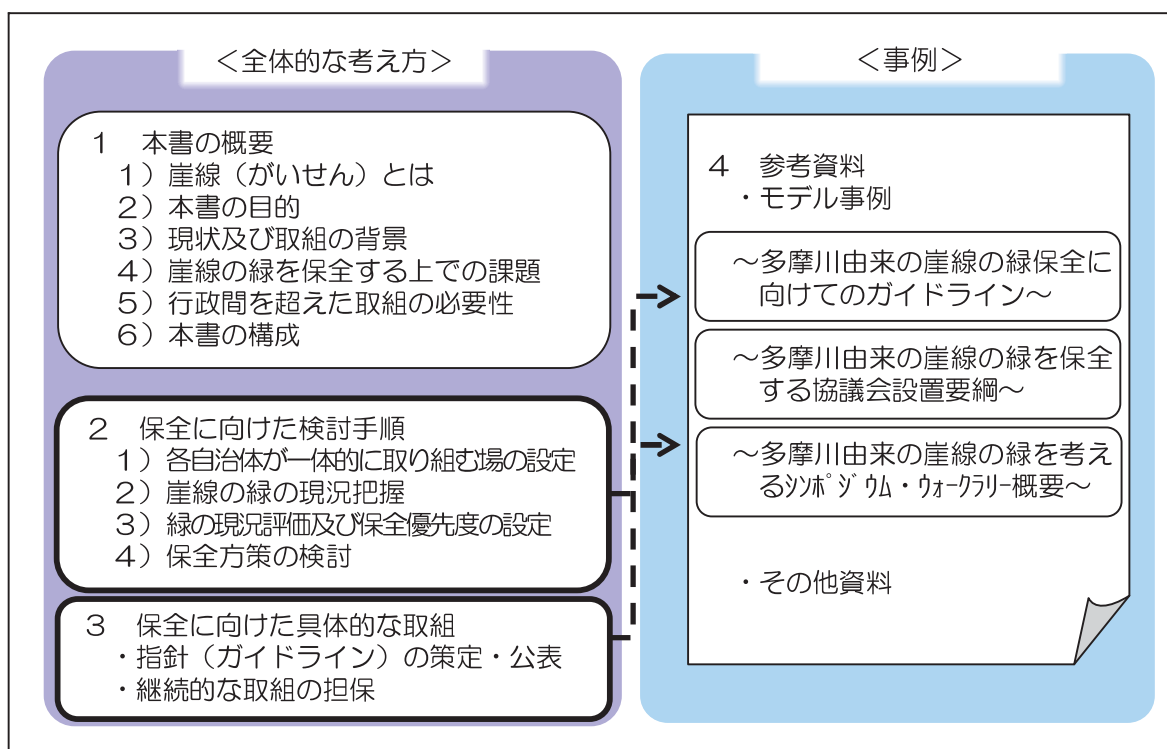 ＜全体的な考え方＞
１　本書の概要
１）崖線（がいせん）とは
２）本書の目的
３）現状及び取組の背景
４）崖線の緑を保全する上での課題
５）行政間を超えた取組の必要性
６）本書の構成
２　保全に向けた検討手順
１）各自治体が一体的に取り組む場の設定
２）崖線の緑の現況把握
３）緑の現況評価及び保全優先度の設定
４）保全方策の検討
３　保全に向けた具体的な取組
・指針（ガイドライン）の策定・公表
・継続的な取組の担保
＜事例＞
４　参考資料
・モデル事例
～多摩川由来の崖線の緑保全に
向けてのガイドライン～
～多摩川由来の崖線の緑を保全
する協議会設置要綱～
～多摩川由来の崖線の緑を考え
るｼﾝﾎﾟｼﾞｳﾑ・ｳｫｰｸﾗﾘｰ概要～
・その他資料